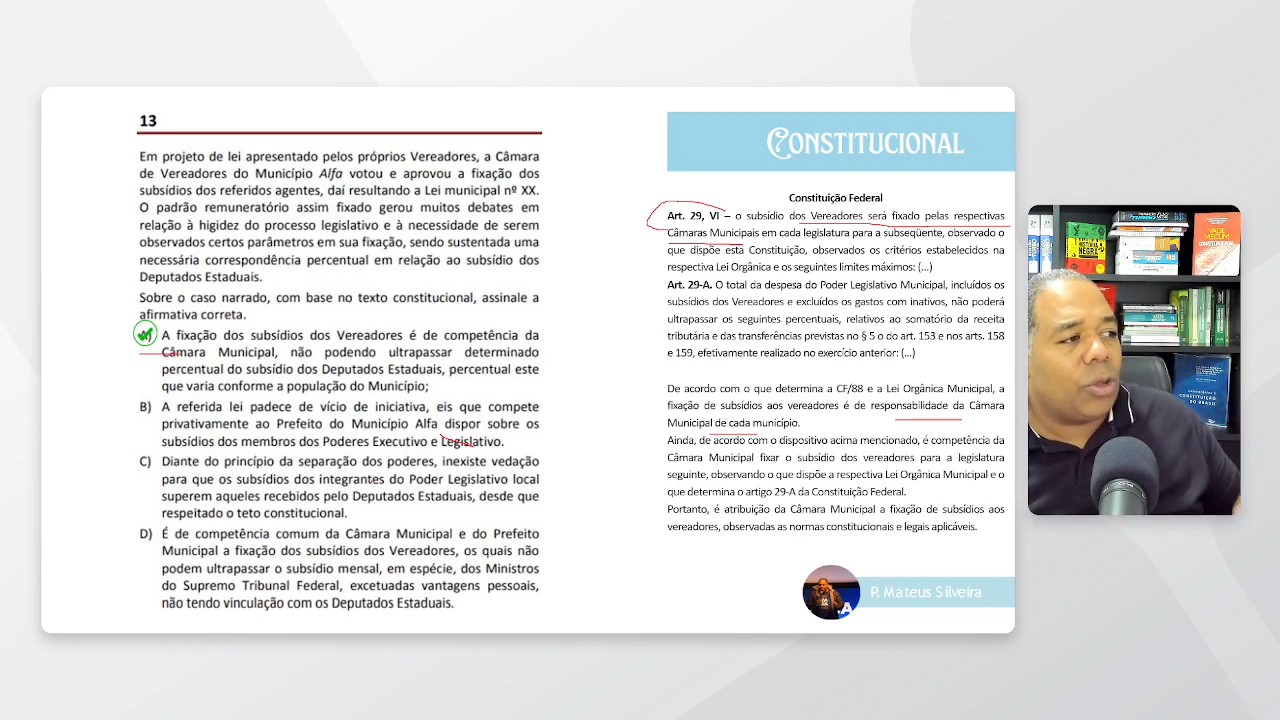 13
Em projeto de lei apresentado pelos próprios Vereadores, a Câmara
de Vereadores do Município Alfa votou e aprovou a fixação dos
subsídios dos referidos agentes, daí resultando a Lei municipal nº XX.
O padrão remuneratório assim fixado gerou muitos debates em
relação à higidez do processo legislativo e à necessidade de serem
observados certos parâmetros em sua fixação, sendo sustentada uma
necessária correspondência percentual em relação ao subsídio dos
Deputados Estaduais.
Sobre o caso narrado, com base no texto constitucional, assinale a
afirmativa correta.
A fixação dos subsídios dos Vereadores é de competência da
Câmara Municipal, não podendo ultrapassar determinado
percentual do subsídio dos Deputados Estaduais, percentual este
que varia conforme a população do Município;
B) A referida lei padece de vício de iniciativa, eis que compete
privativamente ao Prefeito do Município Alfa dispor sobre os
subsídios dos membros dos Poderes Executivo e Legislativo.
C) Diante do princípio da separação dos poderes, inexiste vedação
para que os subsídios dos integrantes do Poder Legislativo local
superem aqueles recebidos pelo Deputados Estaduais, desde que
respeitado o teto constitucional.
D) É de competência comum da Câmara Municipal e do Prefeito
Municipal a fixação dos subsídios dos Vereadores, os quais não
podem ultrapassar o subsídio mensal, em espécie, dos Ministros
do Supremo Tribunal Federal, excetuadas vantagens pessoais,
não tendo vinculação com os Deputados Estaduais.
CONSTITUCIONAL
Constituição Federal
Art. 29, VI – o subsídio dos Vereadores será fixado pelas respectivas
Câmaras Municipais em cada legislatura para a subseqüente, observado o
que dispõe esta Constituição, observados os critérios estabelecidos na
respectiva Lei Orgânica e os seguintes limites máximos: (...)
Art. 29-A. O total da despesa do Poder Legislativo Municipal, incluídos os
subsídios dos Vereadores e excluídos os gastos com inativos, não poderá
ultrapassar os seguintes percentuais, relativos ao somatório da receita
tributária e das transferências previstas no § 5 o do art. 153 e nos arts. 158
e 159, efetivamente realizado no exercício anterior: (...)
De acordo com o que determina a CF/88 e a Lei Orgânica Municipal, a
fixação de subsídios aos vereadores é de responsabilidade da Câmara
Municipal de cada município.
Ainda, de acordo com o dispositivo acima mencionado, é competência da
Câmara Municipal fixar o subsídio dos vereadores para a legislatura
seguinte, observando o que dispõe a respectiva Lei Orgânica Municipal e o
que determina o artigo 29-A da Constituição Federal.
Portanto, é atribuição da Câmara Municipal a fixação de subsídios aos
vereadores, observadas as normas constitucionais e legais aplicáveis.
P. Mateus Silveira
VADE
MECUM